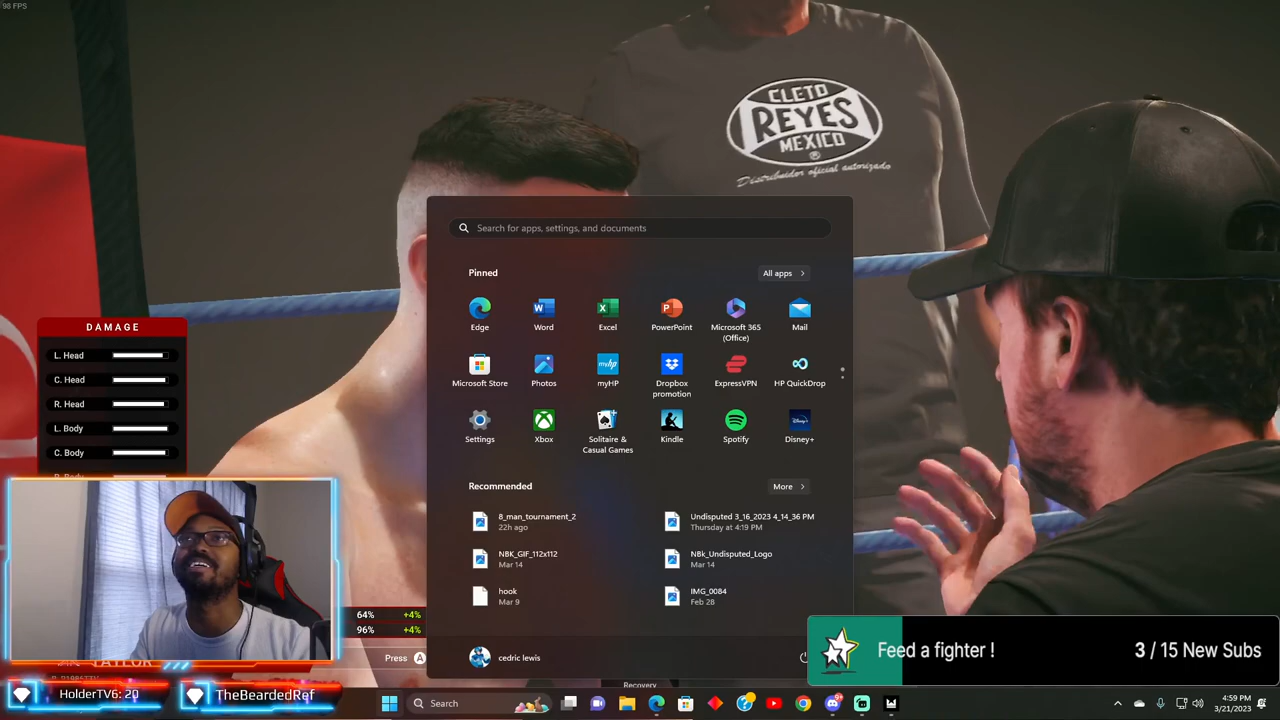 98 FPS
CLETO
REYES
MEXICO
®
Distribuidor oficial autorizado
Search for apps, settings, and documents
Pinned
All apps
Edge
Word
Excel
PowerPoint
Microsoft 365
(Office)
Mail
Microsoft Store
Photos
myhp
myHP
Dropbox
promotion
ExpressVPN
HP QuickDrop
Settings
Xbox
Solitaire &
Casual Games
Kindle
Spotify
Disney+
Disney+
Recommended
More
8_man_tournament_2
22h ago
Undisputed 3_16_2023 4_14_36 PM
Thursday at 4:19 PM
NBK_GIF_112x112
Mar 14
NBk_Undisputed_Logo
Mar 14
hook
Mar 9
IMG_0084
Feb 28
cedric lewis
DAMAGE
L. Head
C. Head
R. Head
L. Body
C. Body
64% +4%
96% +4%
Press A
TAYLOR
Recovery
Feed a fighter !
3 / 15 New Subs
HolderTV6: 20
TheBeardedRef
Search
4:59 PM
3/21/2023